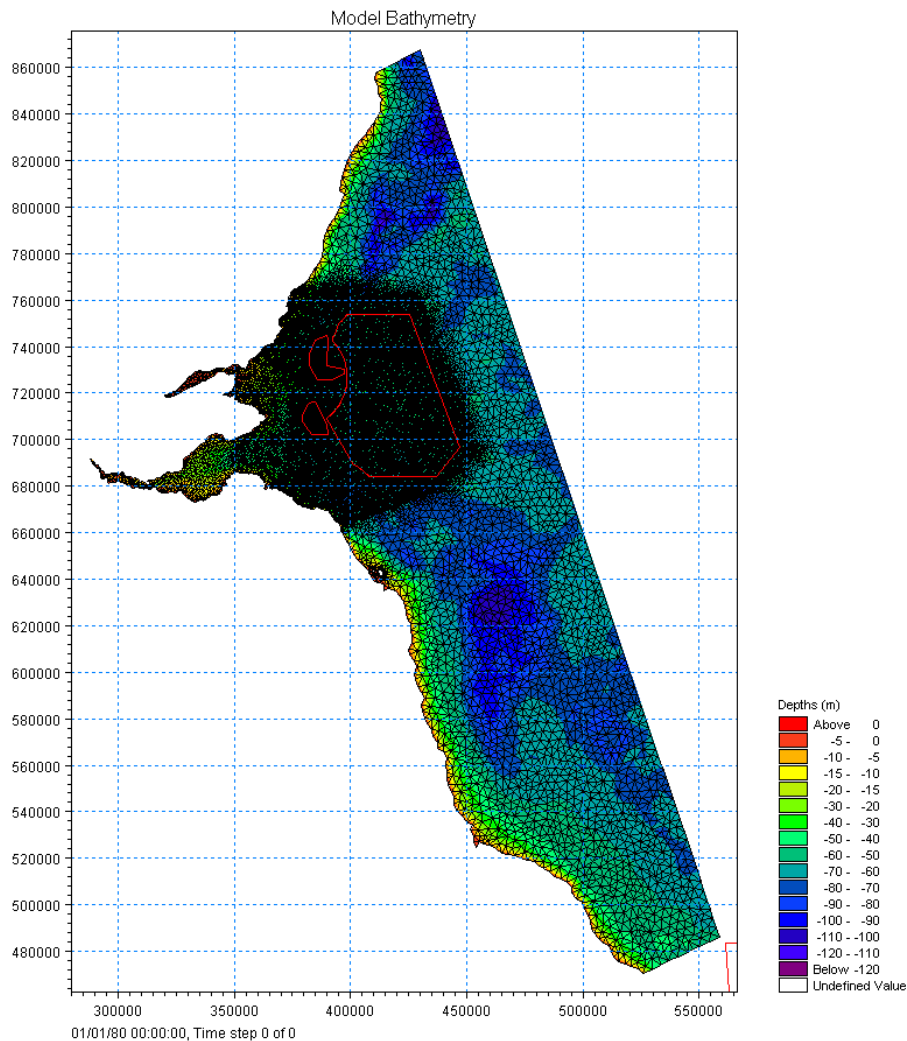 Model Bathymetry
860000
840000
820000
800000
780000
760000
740000
720000
700000
680000
660000
640000
620000
600000
580000
560000
540000
520000
500000
480000
300000 350000 400000 450000 500000 550000
01/01/80 00:00:00, Time step 0 of 0
Depths (m)
Above 0
-5 - 0
-10 - -5
-15 - -10
-20 - -15
-30 - -20
-40 - -30
-50 - -40
-60 - -50
-70 - -60
-80 - -70
-90 - -80
-100 - -90
-110 - -100
-120 - -110
Below -120
Undefined Value